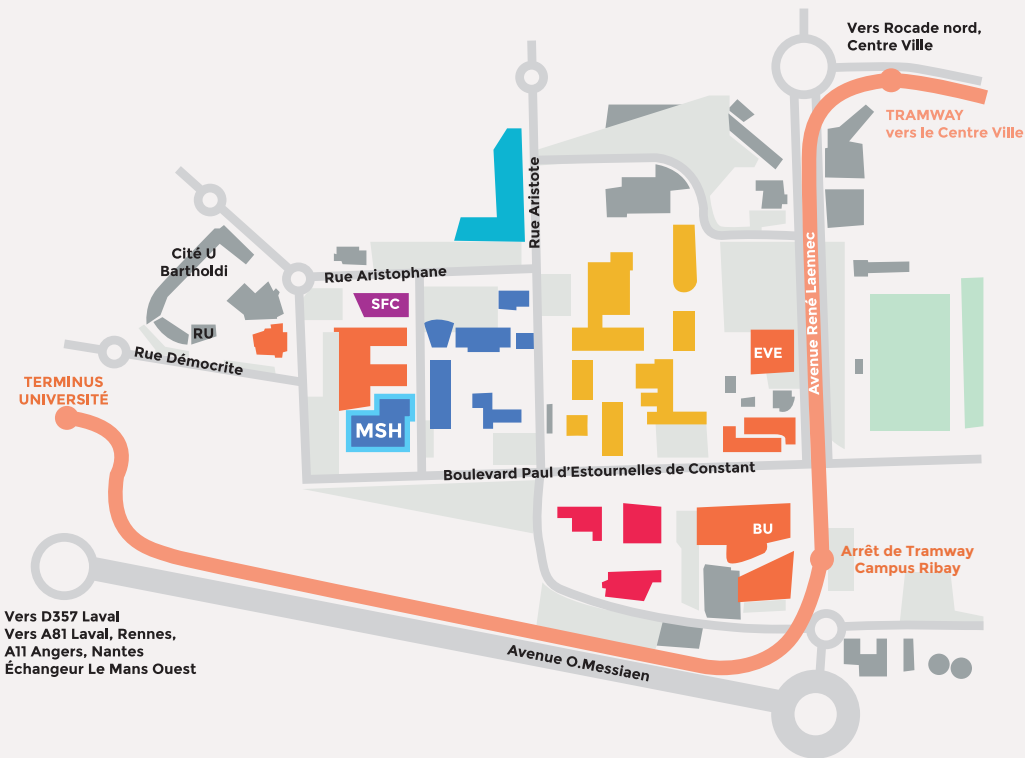 Vers Rocade nord,
Centre Ville
TRAMWAY
vers le Centre Ville
Rue Aristote
Cité U
Bartholdi
Rue Aristophane
Avenue René Laennec
SFC
RU
Rue Démocrite
EVE
TERMINUS
UNIVERSITÉ
MSH
Boulevard Paul d'Estournelles de Constant
BU
Arrêt de Tramway
Campus Ribay
Vers D357 Laval
Vers A81 Laval, Rennes,
A11 Angers, Nantes
Échangeur Le Mans Ouest
Avenue O.Messiaen